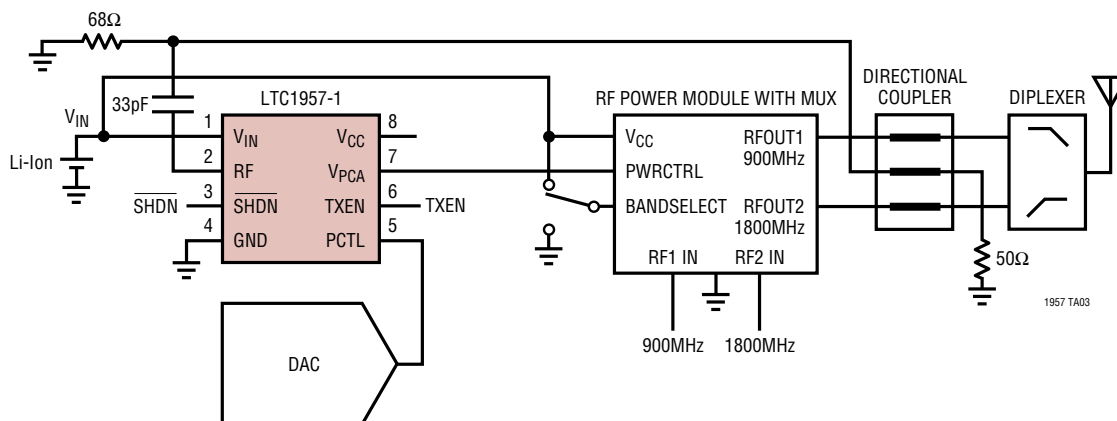 68Ω
33pF
LTC1957-1
V_IN
Li-Ion
1
V_IN
V_CC
8
2
RF
V_PCA
7
S̅H̅D̅N̅
3
S̅H̅D̅N̅
TXEN
6
TXEN
4
GND
PCTL
5
DAC
RF POWER MODULE WITH MUX
V_CC
RFOUT1
900MHz
PWRCTRL
BANDSELECT
RFOUT2
1800MHz
RF1 IN
RF2 IN
900MHz
1800MHz
DIRECTIONAL
COUPLER
DIPLEXER
50Ω
1957 TA03